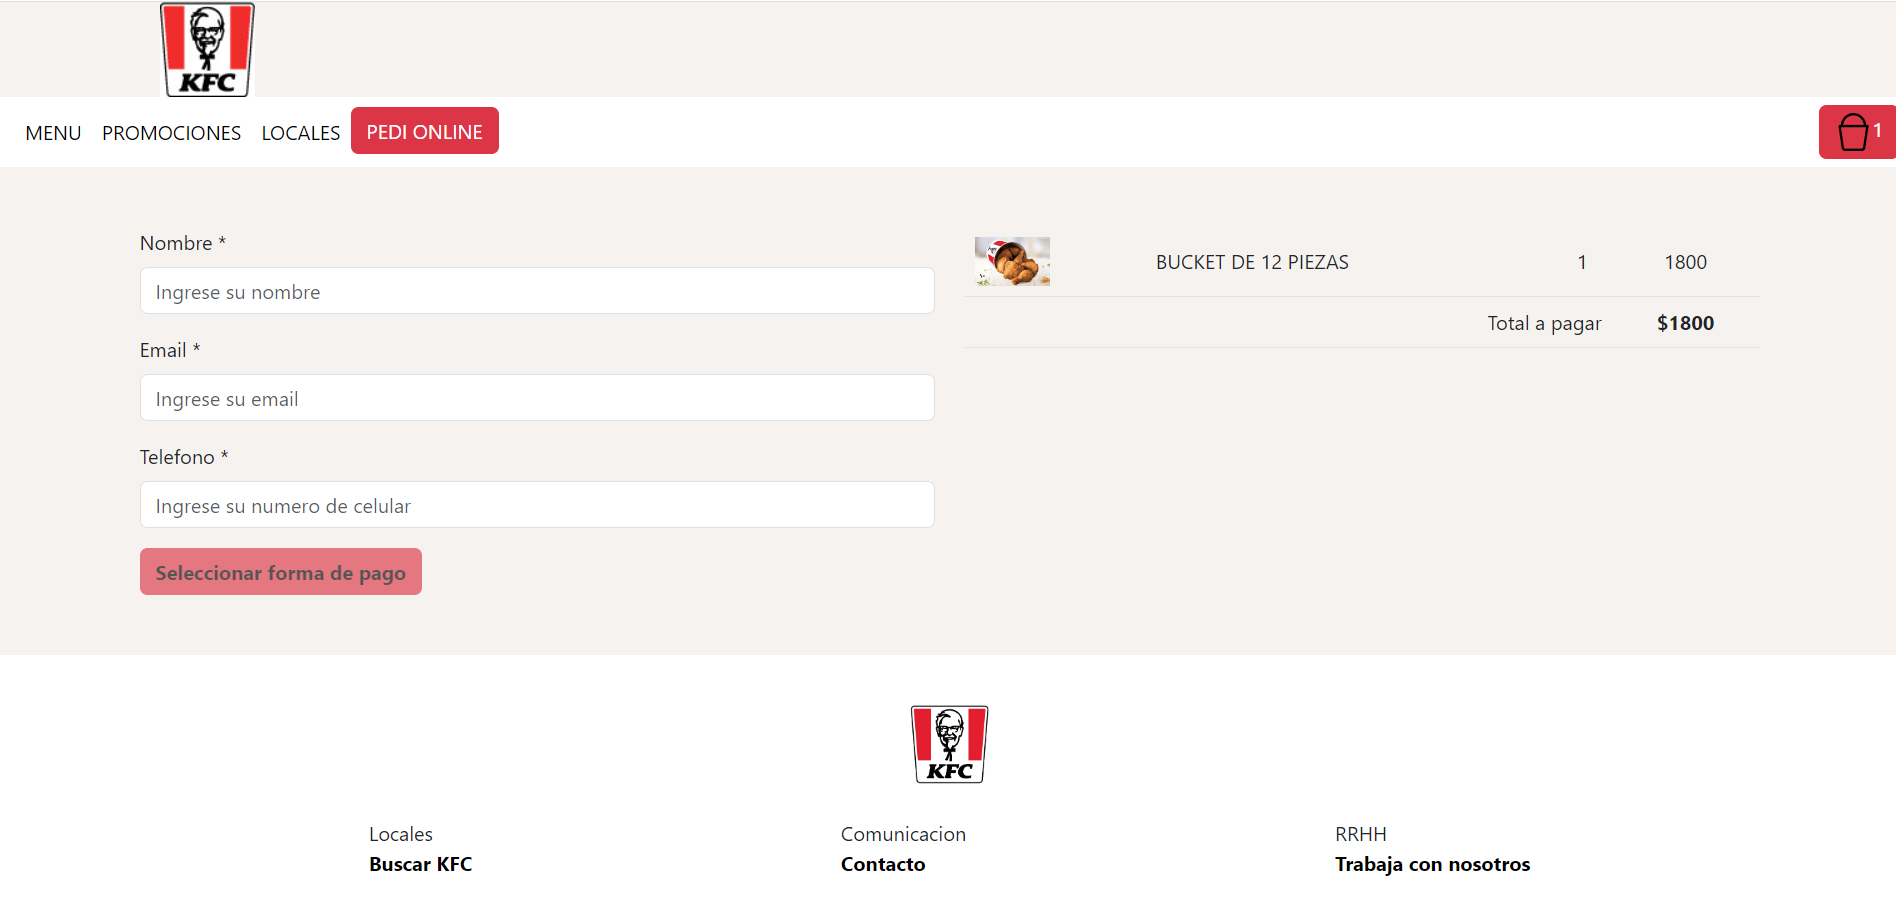 KFC
MENU PROMOCIONES LOCALES PEDI ONLINE 1
Nombre *
Ingrese su nombre
Email *
Ingrese su email
Telefono *
Ingrese su numero de celular
Seleccionar forma de pago
BUCKET DE 12 PIEZAS 1 1800
Total a pagar $1800
KFC
Locales
Buscar KFC
Comunicacion
Contacto
RRHH
Trabaja con nosotros